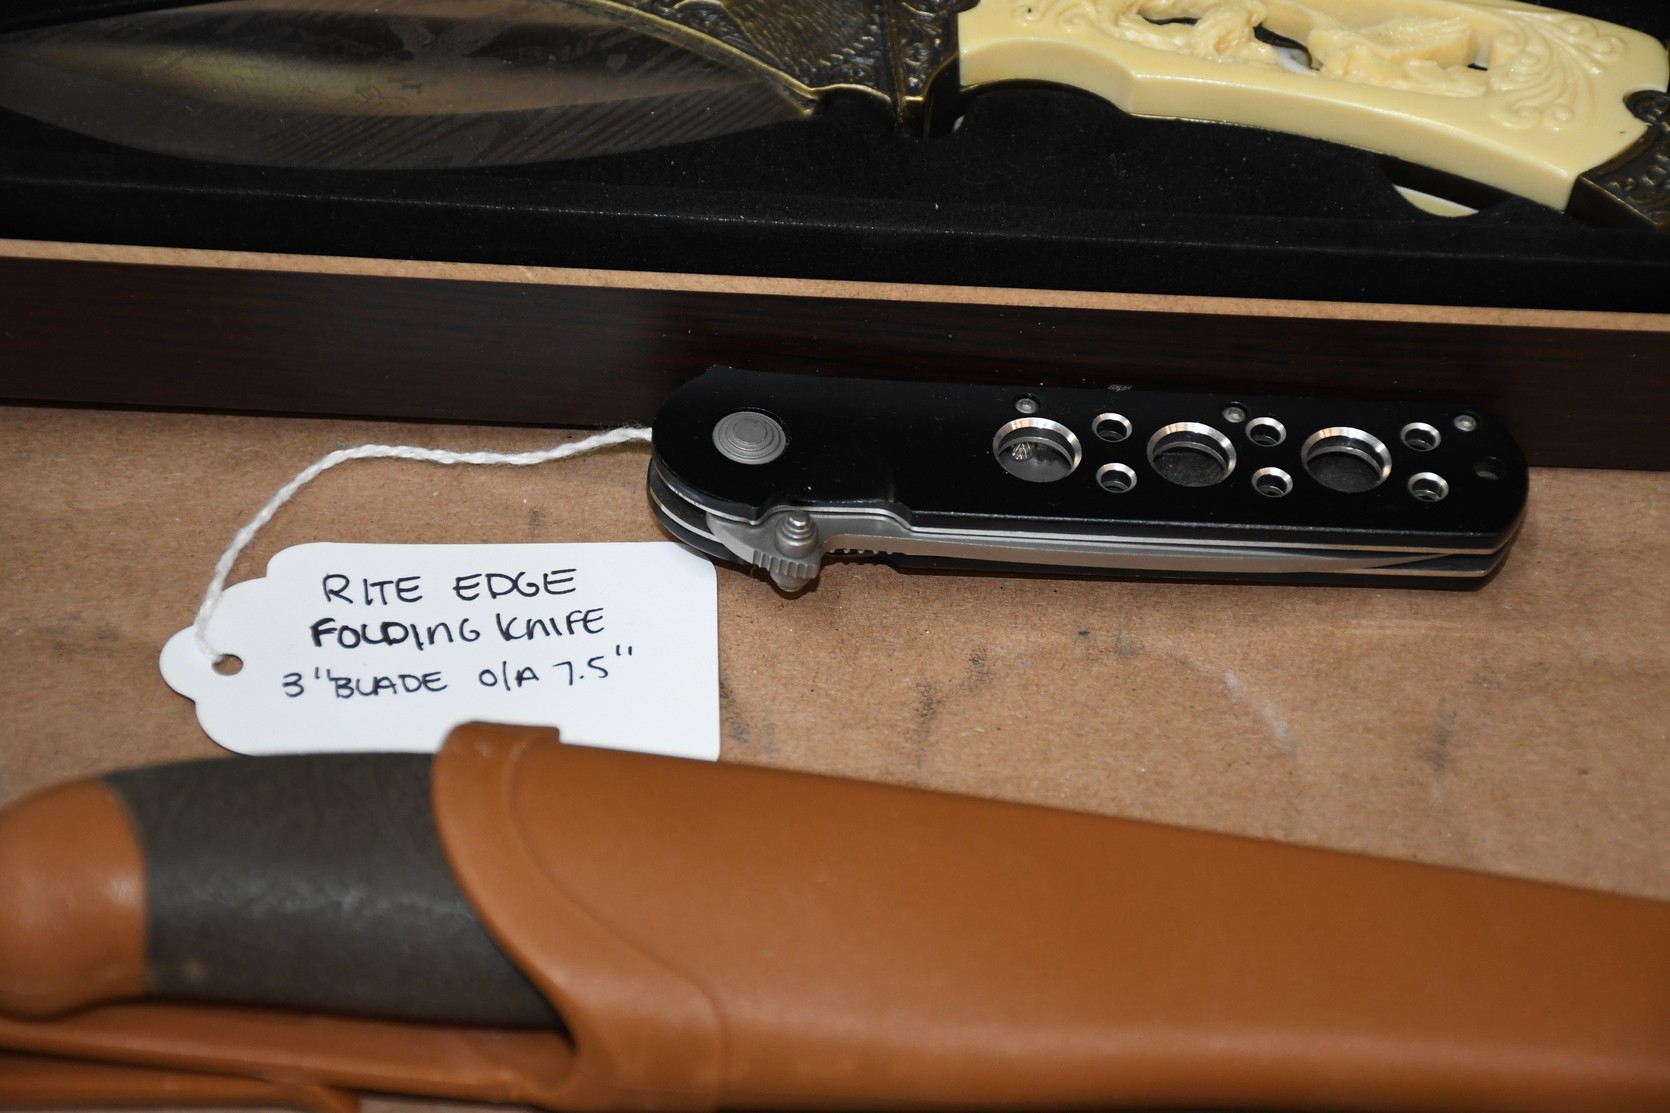 RITE EDGE
FOLDING KNIFE
3" BLADE O/A 7.5"